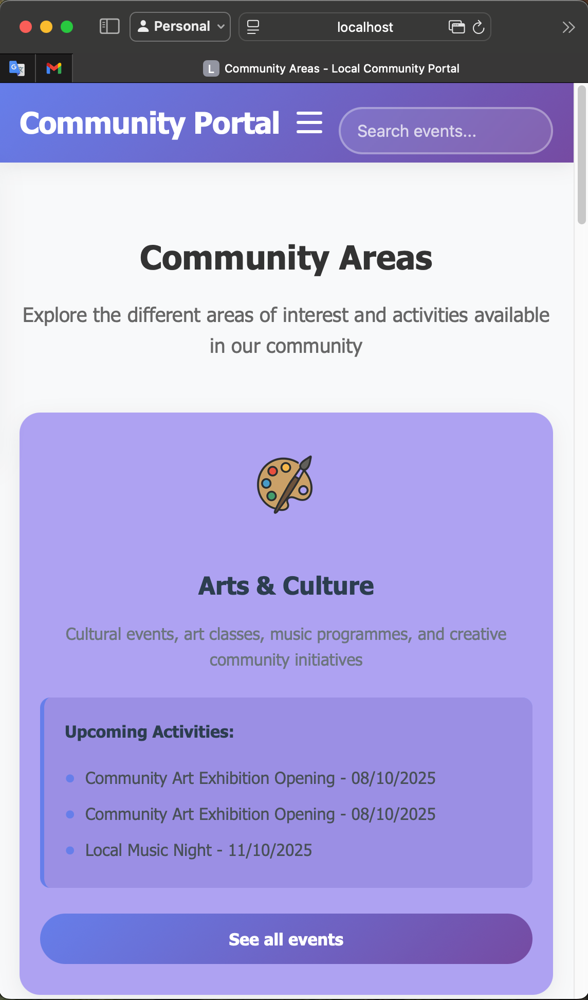 Personal
localhost
L Community Areas - Local Community Portal
Community Portal
Search events...
Community Areas
Explore the different areas of interest and activities available
in our community
Arts & Culture
Cultural events, art classes, music programmes, and creative
community initiatives
Upcoming Activities:
Community Art Exhibition Opening - 08/10/2025
Community Art Exhibition Opening - 08/10/2025
Local Music Night - 11/10/2025
See all events